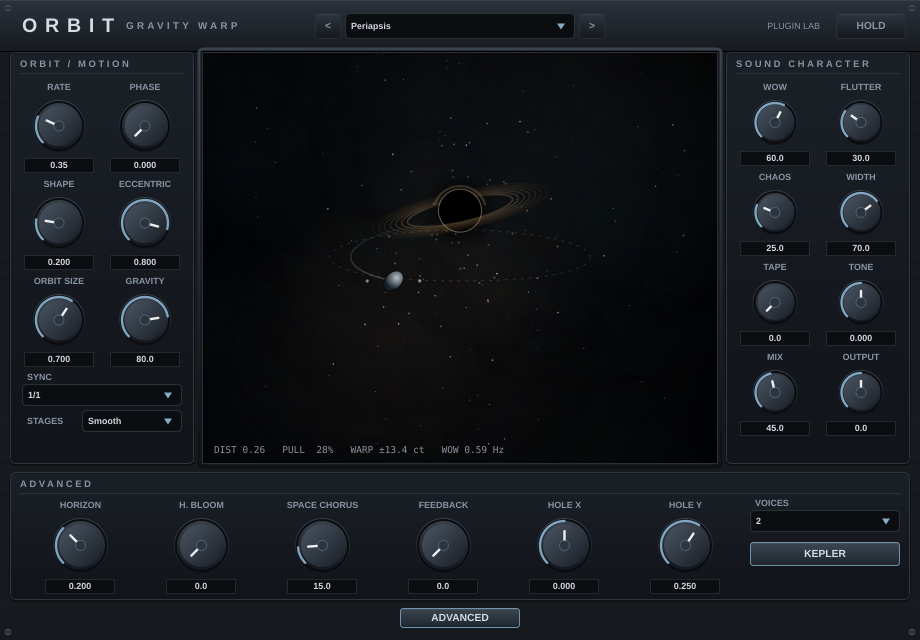 ORBIT GRAVITY WARP
< Periapsis >
PLUGIN LAB HOLD
ORBIT / MOTION
RATE PHASE
0.35 0.000
SHAPE ECCENTRIC
0.200 0.800
ORBIT SIZE GRAVITY
0.700 80.0
SYNC
1/1
STAGES Smooth
DIST 0.26 PULL 28% WARP ±13.4 ct WOW 0.59 Hz
SOUND CHARACTER
WOW FLUTTER
60.0 30.0
CHAOS WIDTH
25.0 70.0
TAPE TONE
0.0 0.000
MIX OUTPUT
45.0 0.0
ADVANCED
HORIZON H. BLOOM SPACE CHORUS FEEDBACK HOLE X HOLE Y
0.200 0.0 15.0 0.0 0.000 0.250
VOICES
2
KEPLER
ADVANCED